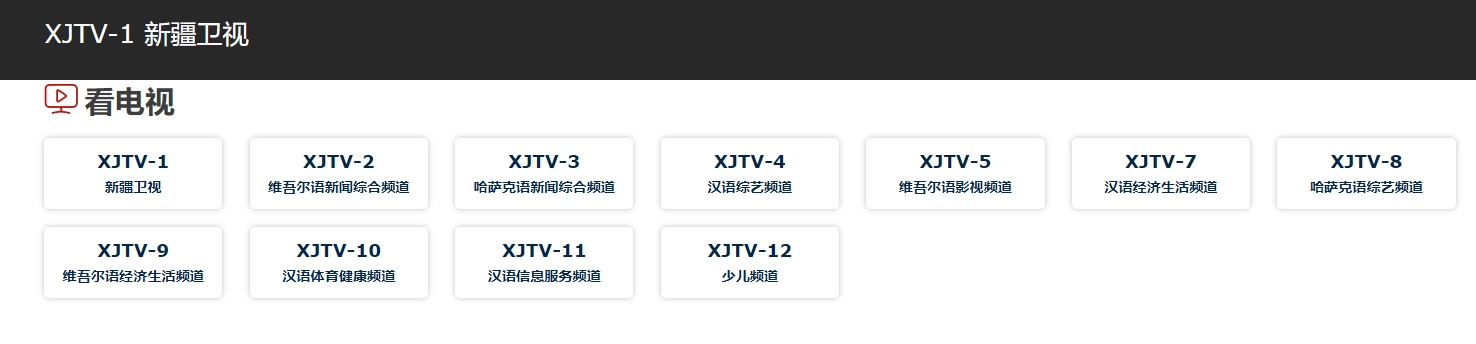 XJTV-1 新疆卫视
看电视
XJTV-1
新疆卫视
XJTV-2
维吾尔语新闻综合频道
XJTV-3
哈萨克语新闻综合频道
XJTV-4
汉语综艺频道
XJTV-5
维吾尔语影视频道
XJTV-7
汉语经济生活频道
XJTV-8
哈萨克语综艺频道
XJTV-9
维吾尔语经济生活频道
XJTV-10
汉语体育健康频道
XJTV-11
汉语信息服务频道
XJTV-12
少儿频道